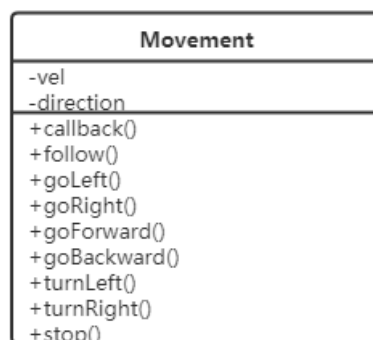 Movement
-vel
-direction
+callback()
+follow()
+goLeft()
+goRight()
+goForward()
+goBackward()
+turnLeft()
+turnRight()
+stop()